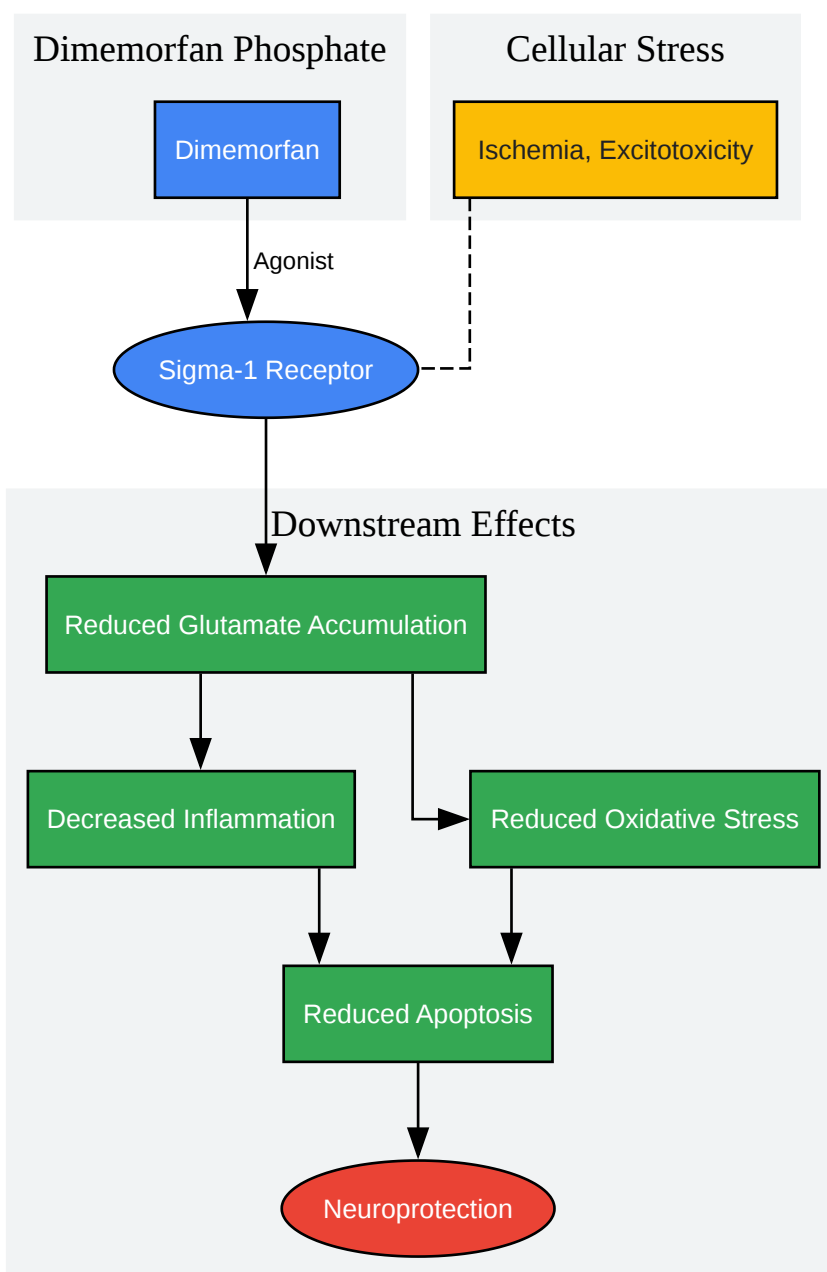 Dimemorfan Phosphate
Cellular Stress
Dimemorfan
Ischemia, Excitotoxicity
Agonist
Sigma-1 Receptor
Downstream Effects
Reduced Glutamate Accumulation
Decreased Inflammation
Reduced Oxidative Stress
Reduced Apoptosis
Neuroprotection